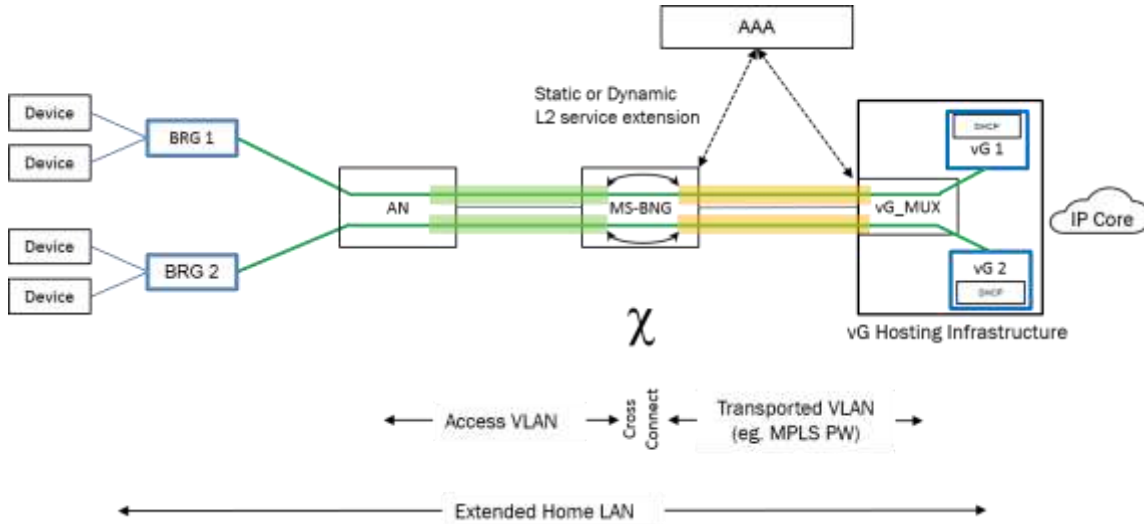 AAA
Static or Dynamic
L2 service extension
Device
Device
BRG 1
AN
MS-BNG
vG_MUX
DHCP
vG 1
IP Core
Device
Device
BRG 2
vG 2
DHCP
vG Hosting Infrastructure
χ
Access VLAN
Cross
Connect
Transported VLAN
(eg. MPLS PW)
Extended Home LAN